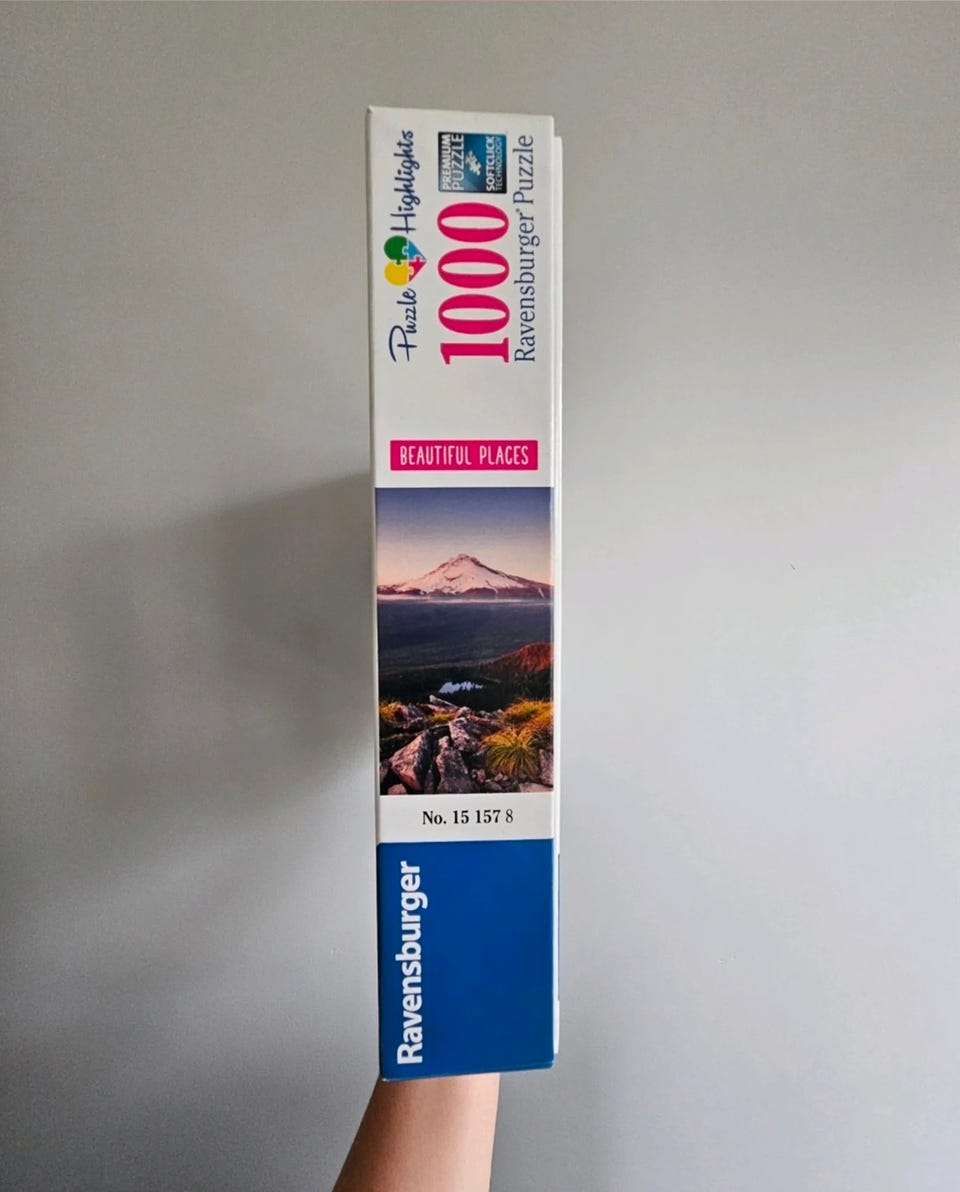 Puzzle Highlights
1000
PREMIUM
PUZZLE
SOFTCLICK
TECHNOLOGY
Ravensburger® Puzzle
BEAUTIFUL PLACES
No. 15 157 8
Ravensburger